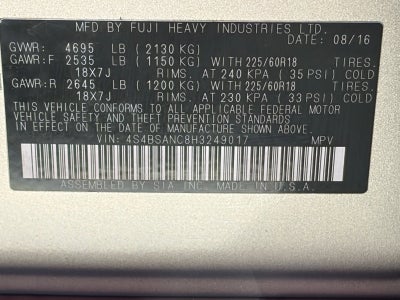 MFD BY FUJI HEAVY INDUSTRIES LTD.
DATE: 08/16
GVWR: 4695 LB (2130 KG)
GAWR:F 2535 LB (1150 KG) WITH 225/60R18 TIRES.
18X7J RIMS. AT 240 KPA (35 PSI) COLD
GAWR:R 2645 LB (1200 KG) WITH 225/60R18 TIRES.
18X7J RIMS. AT 230 KPA (33 PSI) COLD
THIS VEHICLE CONFORMS TO ALL APPLICABLE FEDERAL MOTOR
VEHICLE SAFETY AND THEFT PREVENTION STANDARDS
IN EFFECT ON THE DATE OF MANUFACTURE SHOWN ABOVE.
VIN: 4S4BSANC8H3249017 MPV
ASSEMBLED BY SIA INC. MADE IN U.S.A.